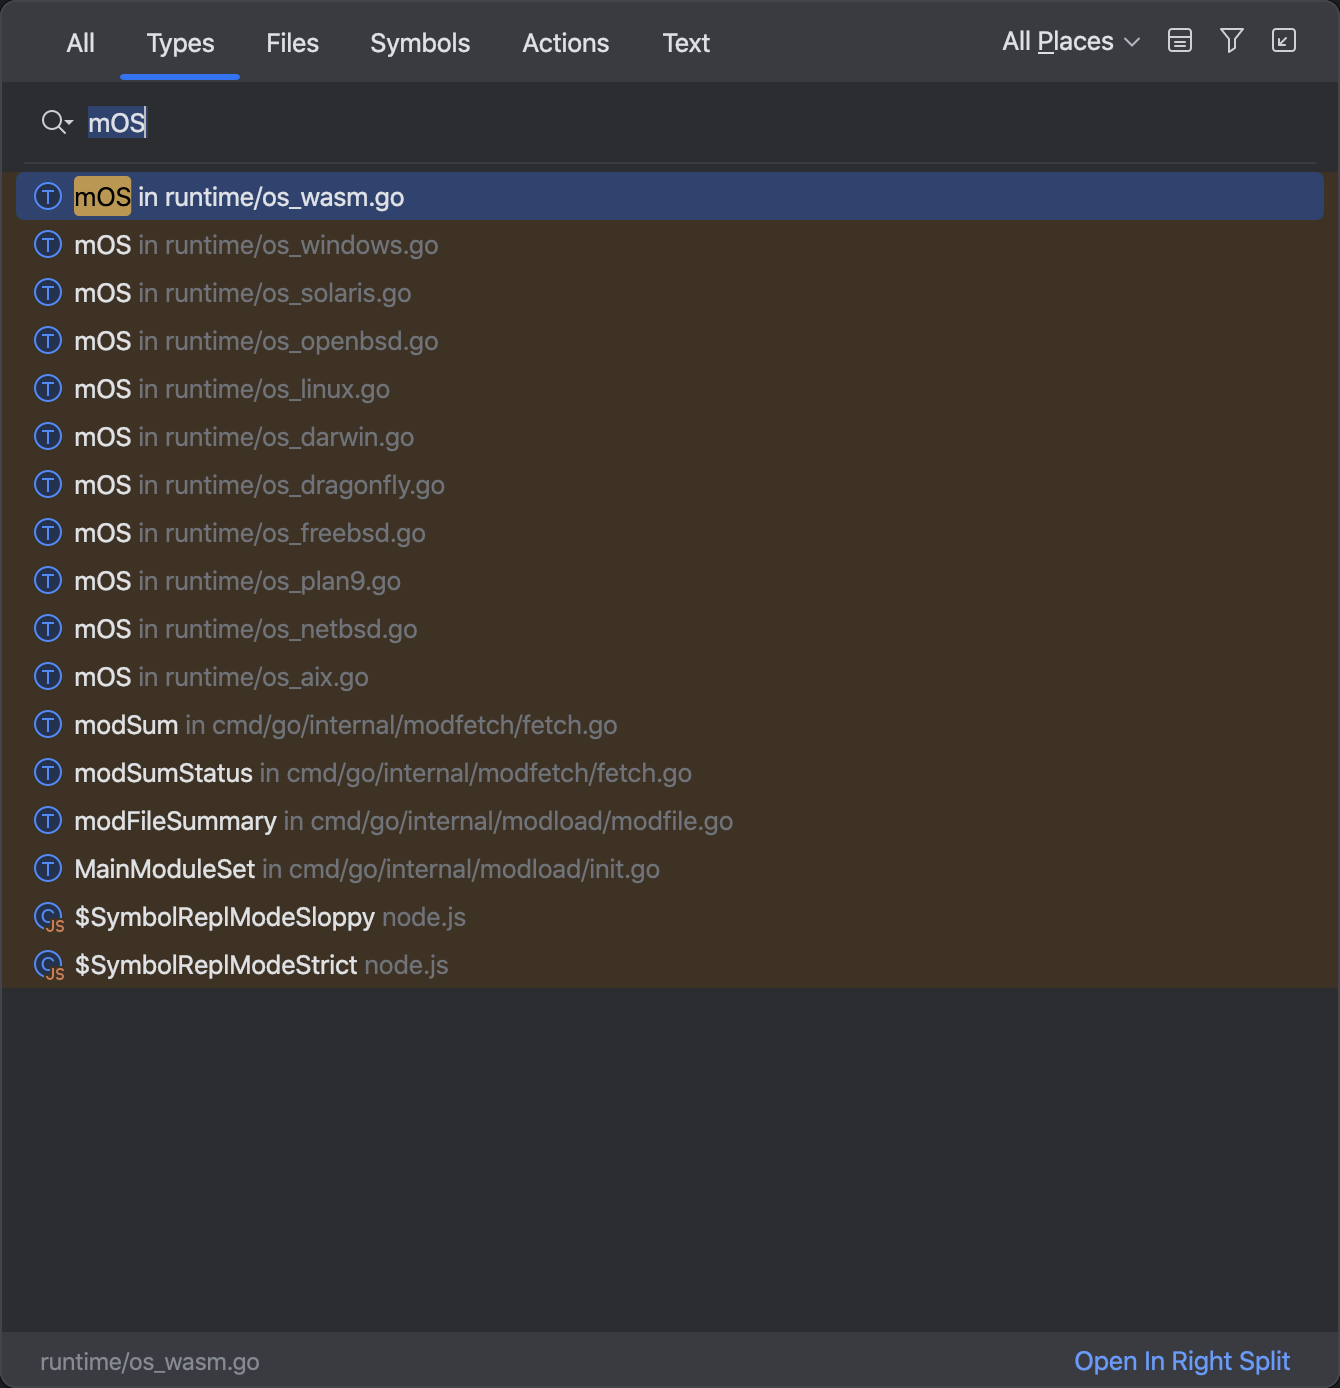 All Types Files Symbols Actions Text All Places
mOS
mOS in runtime/os_wasm.go
mOS in runtime/os_windows.go
mOS in runtime/os_solaris.go
mOS in runtime/os_openbsd.go
mOS in runtime/os_linux.go
mOS in runtime/os_darwin.go
mOS in runtime/os_dragonfly.go
mOS in runtime/os_freebsd.go
mOS in runtime/os_plan9.go
mOS in runtime/os_netbsd.go
mOS in runtime/os_aix.go
modSum in cmd/go/internal/modfetch/fetch.go
modSumStatus in cmd/go/internal/modfetch/fetch.go
modFileSummary in cmd/go/internal/modload/modfile.go
MainModuleSet in cmd/go/internal/modload/init.go
$SymbolReplModeSloppy node.js
$SymbolReplModeStrict node.js
runtime/os_wasm.go Open In Right Split